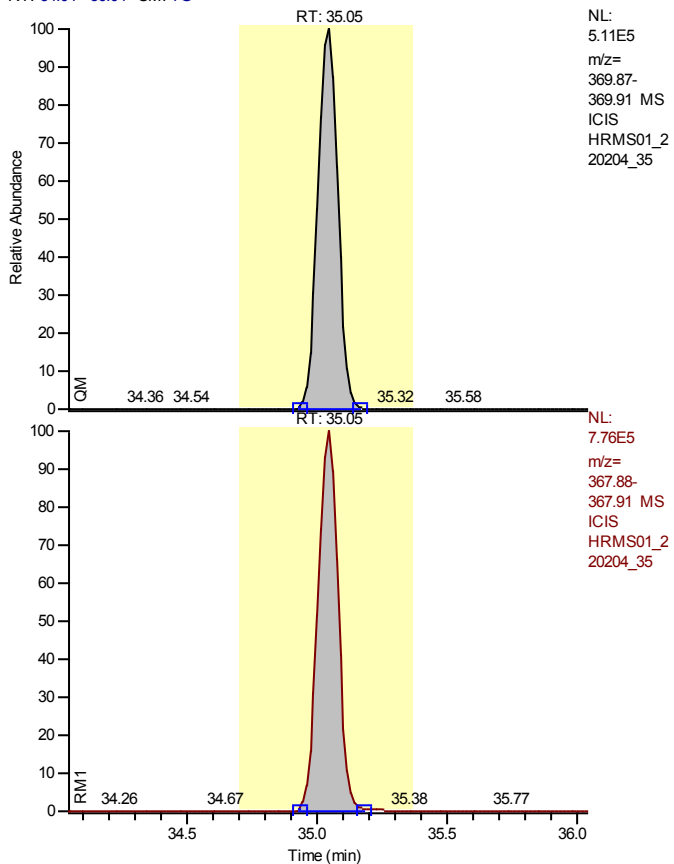 RT: 35.05
NL:
5.11E5
m/z=
369.87-
369.91 MS
ICIS
HRMS01_2
20204_35
100
90
80
70
60
50
40
30
20
10
0
Relative Abundance
QM
34.36 34.54 35.32 35.58
RT: 35.05
NL:
7.76E5
m/z=
367.88-
367.91 MS
ICIS
HRMS01_2
20204_35
100
90
80
70
60
50
40
30
20
10
0
RM1
34.26 34.67 35.38 35.77
34.5 35.0 35.5 36.0
Time (min)